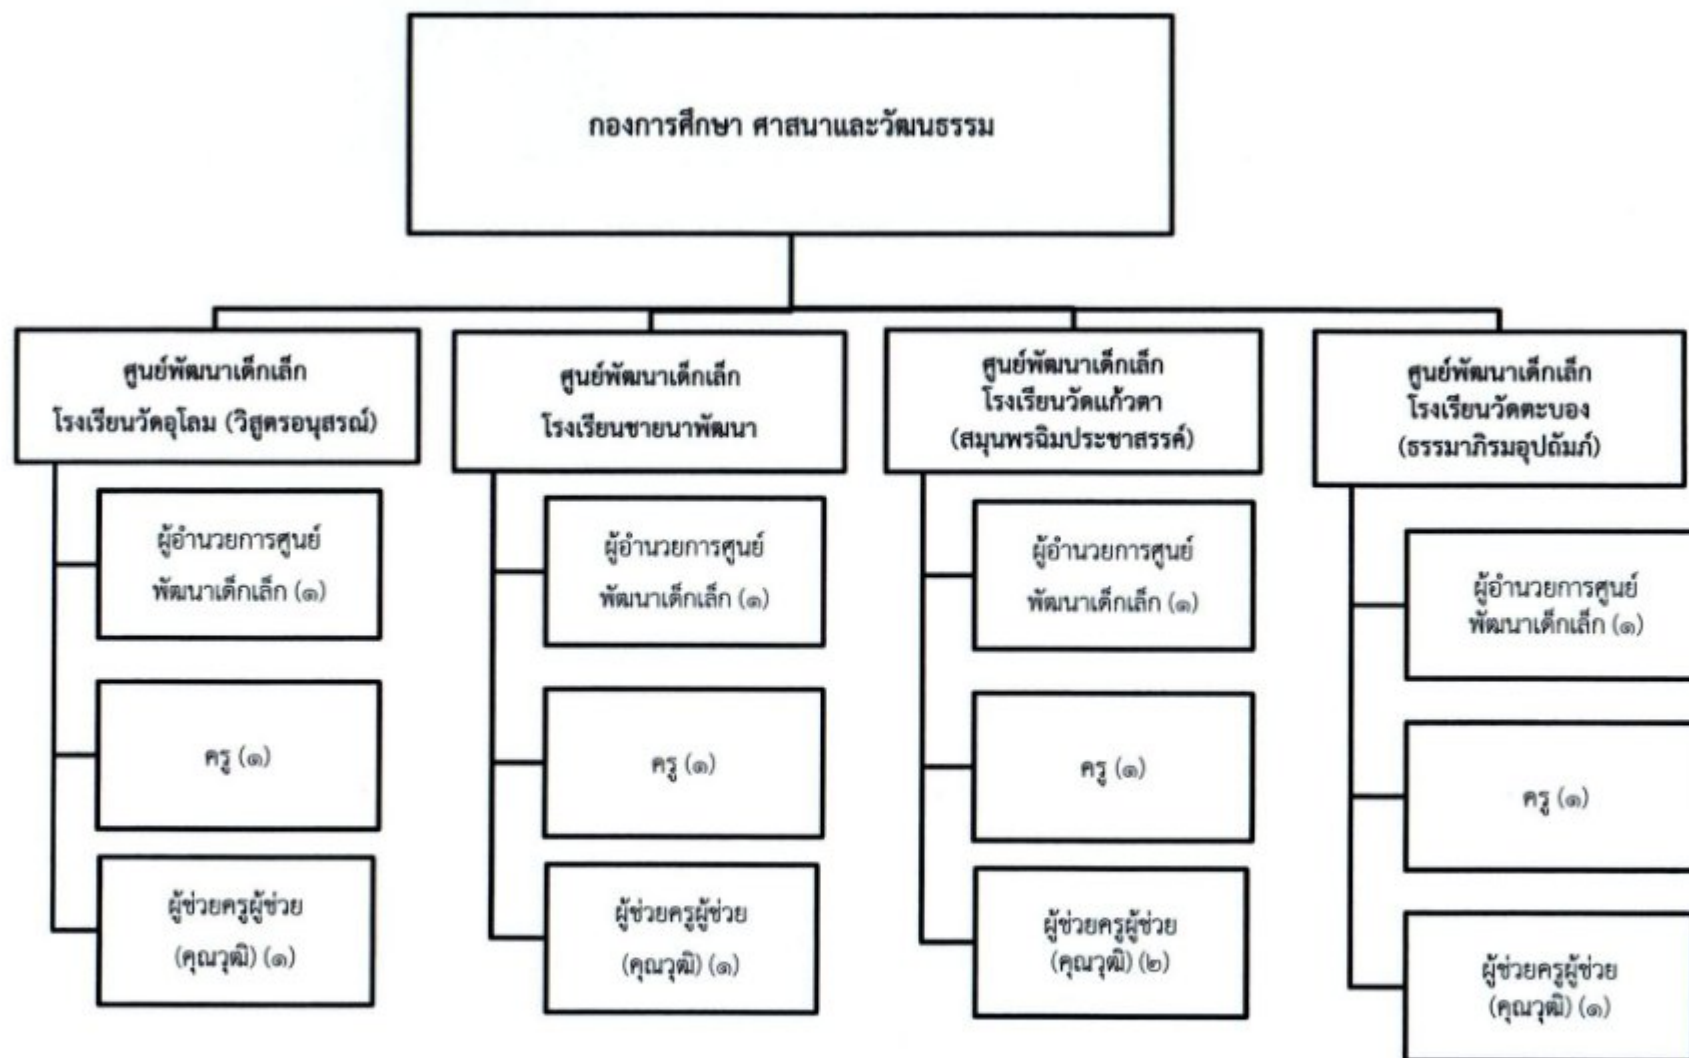 กองการศึกษา ศาสนาและวัฒนธรรม
ศูนย์พัฒนาเด็กเล็ก
โรงเรียนวัดอุโลม (วิสูตรอนุสรณ์)
ผู้อำนวยการศูนย์
พัฒนาเด็กเล็ก (๑)
ครู (๑)
ผู้ช่วยครูผู้ช่วย
(คุณวุฒิ) (๑)
ศูนย์พัฒนาเด็กเล็ก
โรงเรียนชายนาพัฒนา
ผู้อำนวยการศูนย์
พัฒนาเด็กเล็ก (๑)
ครู (๑)
ผู้ช่วยครูผู้ช่วย
(คุณวุฒิ) (๑)
ศูนย์พัฒนาเด็กเล็ก
โรงเรียนวัดแก้วตา
(สมุนพรฉิมประชาสรรค์)
ผู้อำนวยการศูนย์
พัฒนาเด็กเล็ก (๑)
ครู (๑)
ผู้ช่วยครูผู้ช่วย
(คุณวุฒิ) (๒)
ศูนย์พัฒนาเด็กเล็ก
โรงเรียนวัดตะบอง
(ธรรมาภิรมอุปถัมภ์)
ผู้อำนวยการศูนย์
พัฒนาเด็กเล็ก (๑)
ครู (๑)
ผู้ช่วยครูผู้ช่วย
(คุณวุฒิ) (๑)